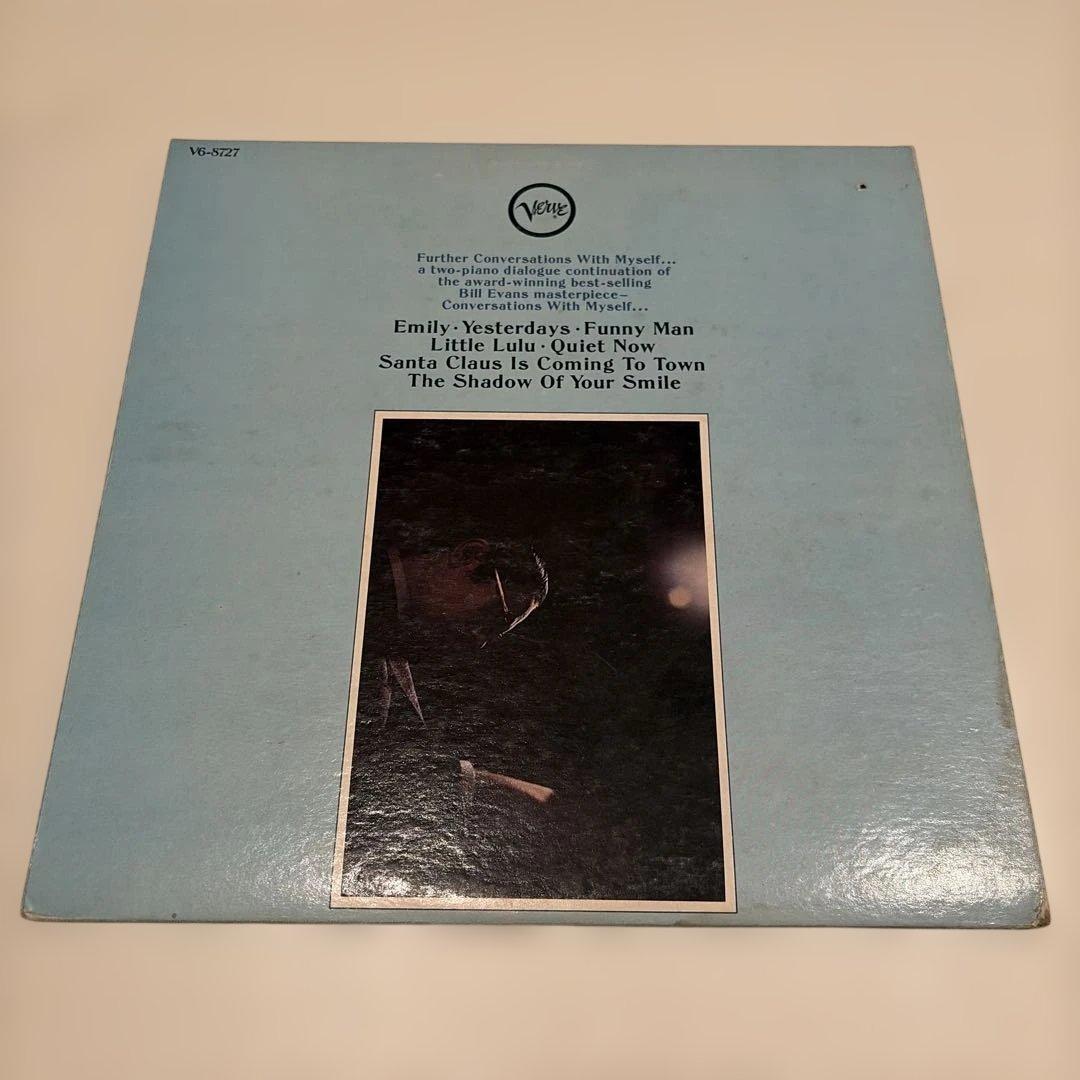 V6-8727
Verve
Further Conversations With Myself...
a two-piano dialogue continuation of
the award-winning best-selling
Bill Evans masterpiece—
Conversations With Myself...
Emily · Yesterdays · Funny Man
Little Lulu · Quiet Now
Santa Claus Is Coming To Town
The Shadow Of Your Smile